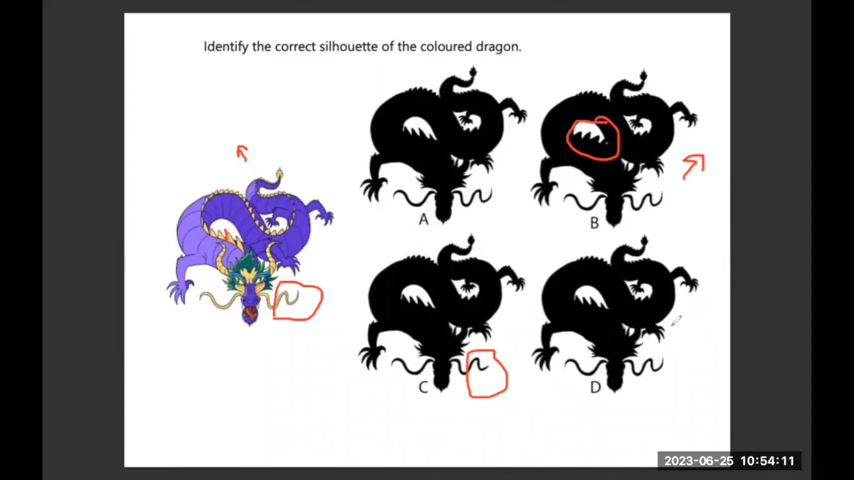 Identify the correct silhouette of the coloured dragon.
A
B
C
D
2023-06-25 10:54:11